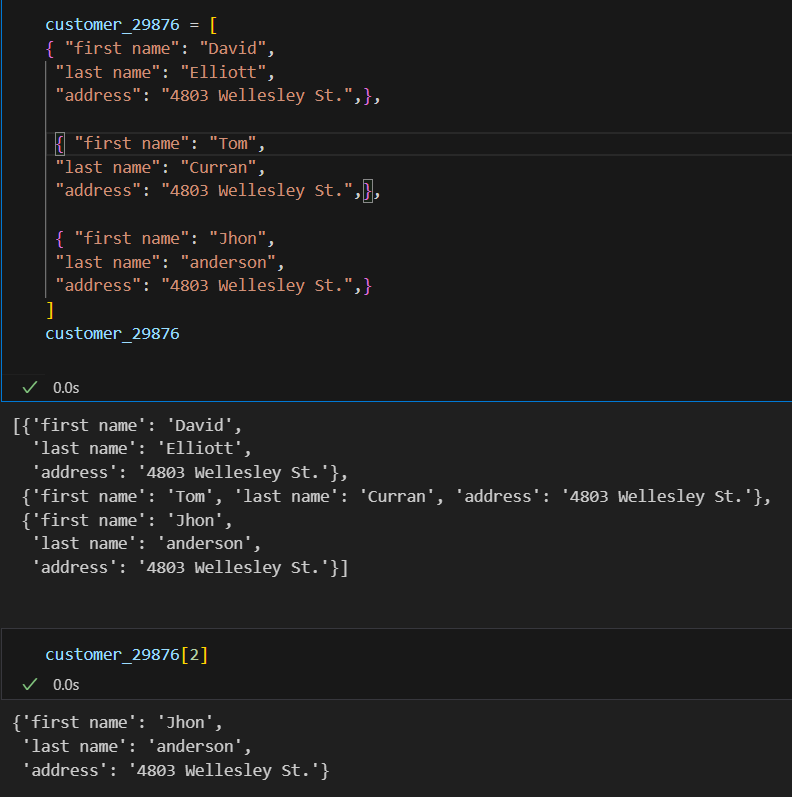 customer_29876 = [
{ "first name": "David",
"last name": "Elliott",
"address": "4803 Wellesley St.",},
{ "first name": "Tom",
"last name": "Curran",
"address": "4803 Wellesley St.",},
{ "first name": "Jhon",
"last name": "anderson",
"address": "4803 Wellesley St.",}
]
customer_29876
0.0s
[{'first name': 'David',
'last name': 'Elliott',
'address': '4803 Wellesley St.'},
{'first name': 'Tom', 'last name': 'Curran', 'address': '4803 Wellesley St.'},
{'first name': 'Jhon',
'last name': 'anderson',
'address': '4803 Wellesley St.'}]
customer_29876[2]
0.0s
{'first name': 'Jhon',
'last name': 'anderson',
'address': '4803 Wellesley St.'}